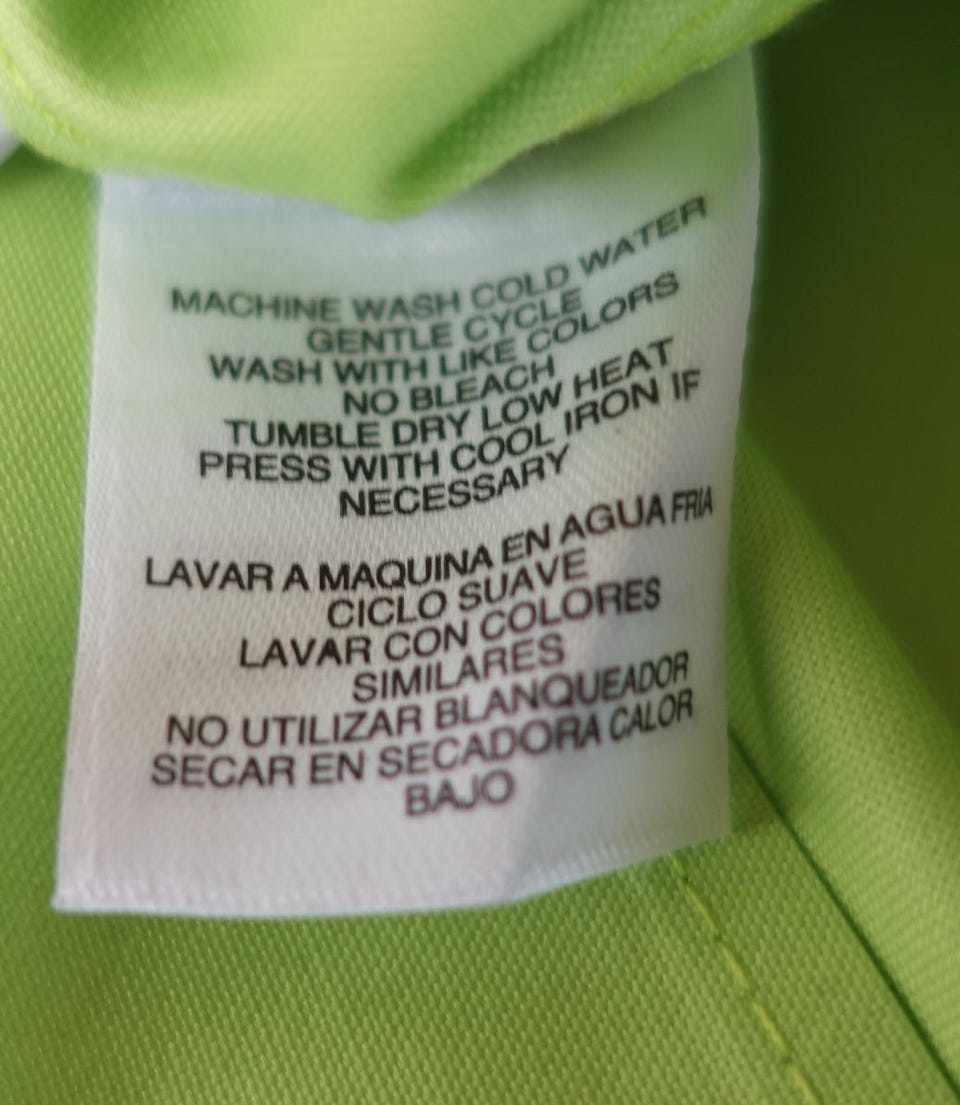 MACHINE WASH COLD WATER
GENTLE CYCLE
WASH WITH LIKE COLORS
NO BLEACH
TUMBLE DRY LOW HEAT
PRESS WITH COOL IRON IF
NECESSARY
LAVAR A MAQUINA EN AGUA FRIA
CICLO SUAVE
LAVAR CON COLORES
SIMILARES
NO UTILIZAR BLANQUEADOR
SECAR EN SECADORA CALOR
BAJO